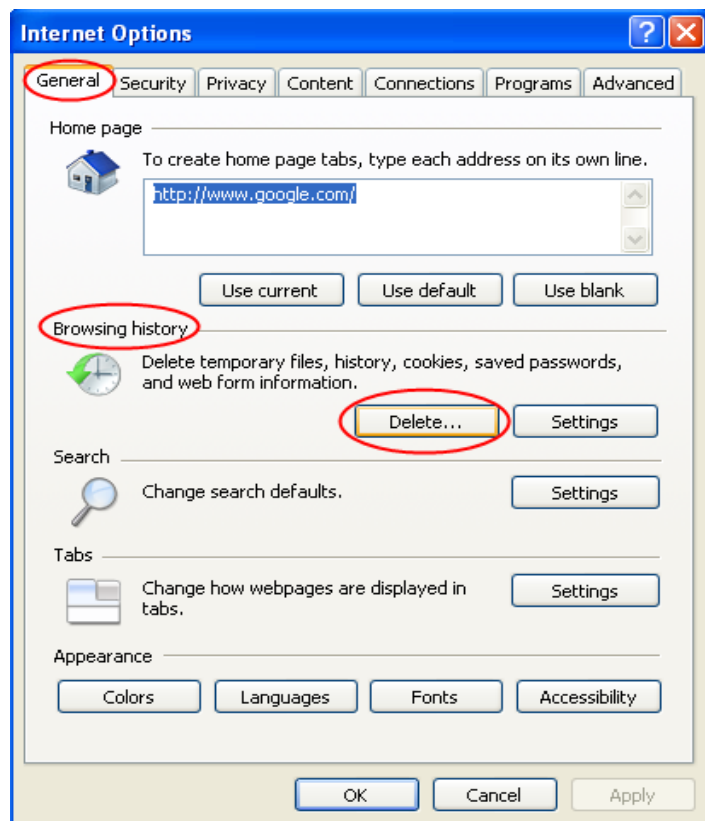 Internet Options
General Security Privacy Content Connections Programs Advanced
Home page
To create home page tabs, type each address on its own line.
http://www.google.com/
Use current Use default Use blank
Browsing history
Delete temporary files, history, cookies, saved passwords,
and web form information.
Delete... Settings
Search
Change search defaults. Settings
Tabs
Change how webpages are displayed in
tabs.
Settings
Appearance
Colors Languages Fonts Accessibility
OK Cancel Apply